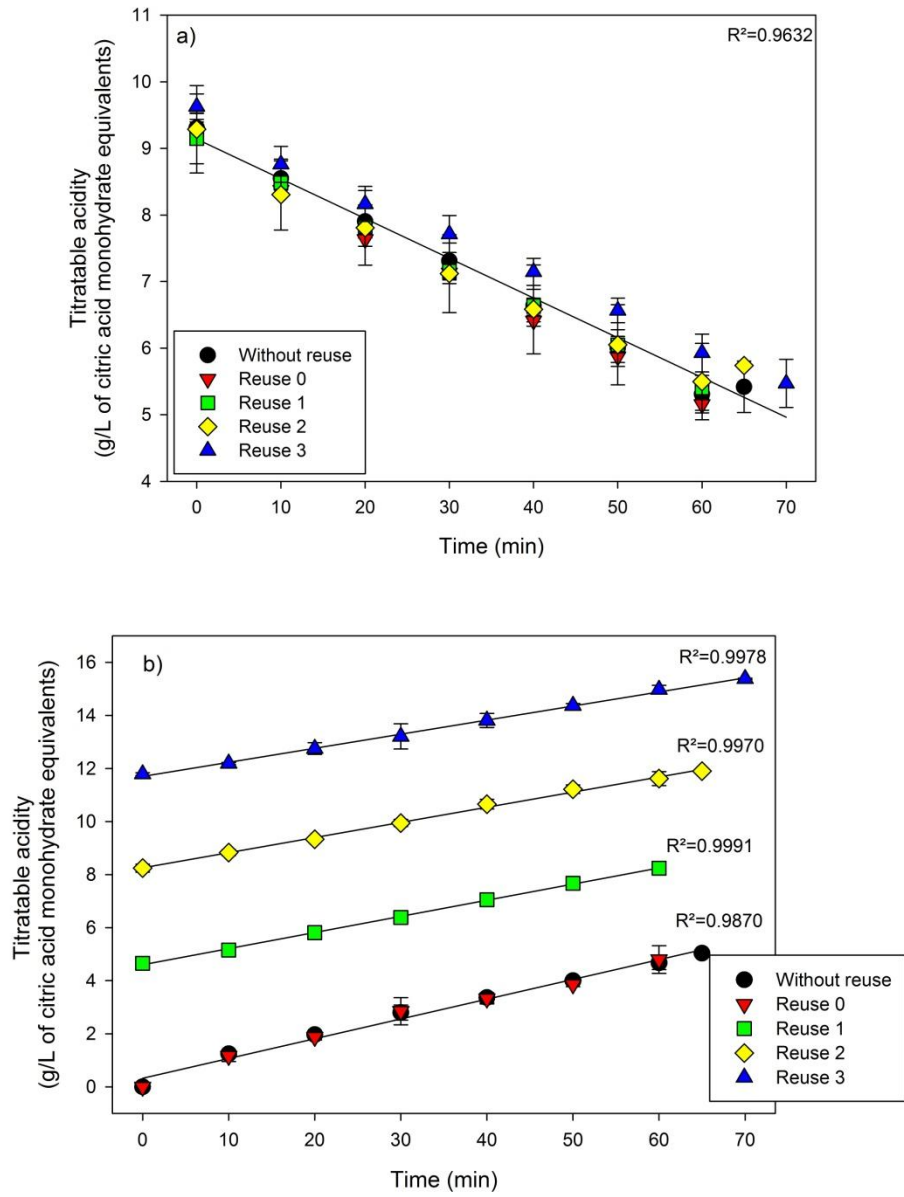 a)
R²=0.9632
11
10
9
8
7
6
5
4
Titratable acidity
(g/L of citric acid monohydrate equivalents)
Without reuse
Reuse 0
Reuse 1
Reuse 2
Reuse 3
0 10 20 30 40 50 60 70
Time (min)
b)
R²=0.9978
R²=0.9970
R²=0.9991
R²=0.9870
16
14
12
10
8
6
4
2
0
Titratable acidity
(g/L of citric acid monohydrate equivalents)
Without reuse
Reuse 0
Reuse 1
Reuse 2
Reuse 3
0 10 20 30 40 50 60 70
Time (min)